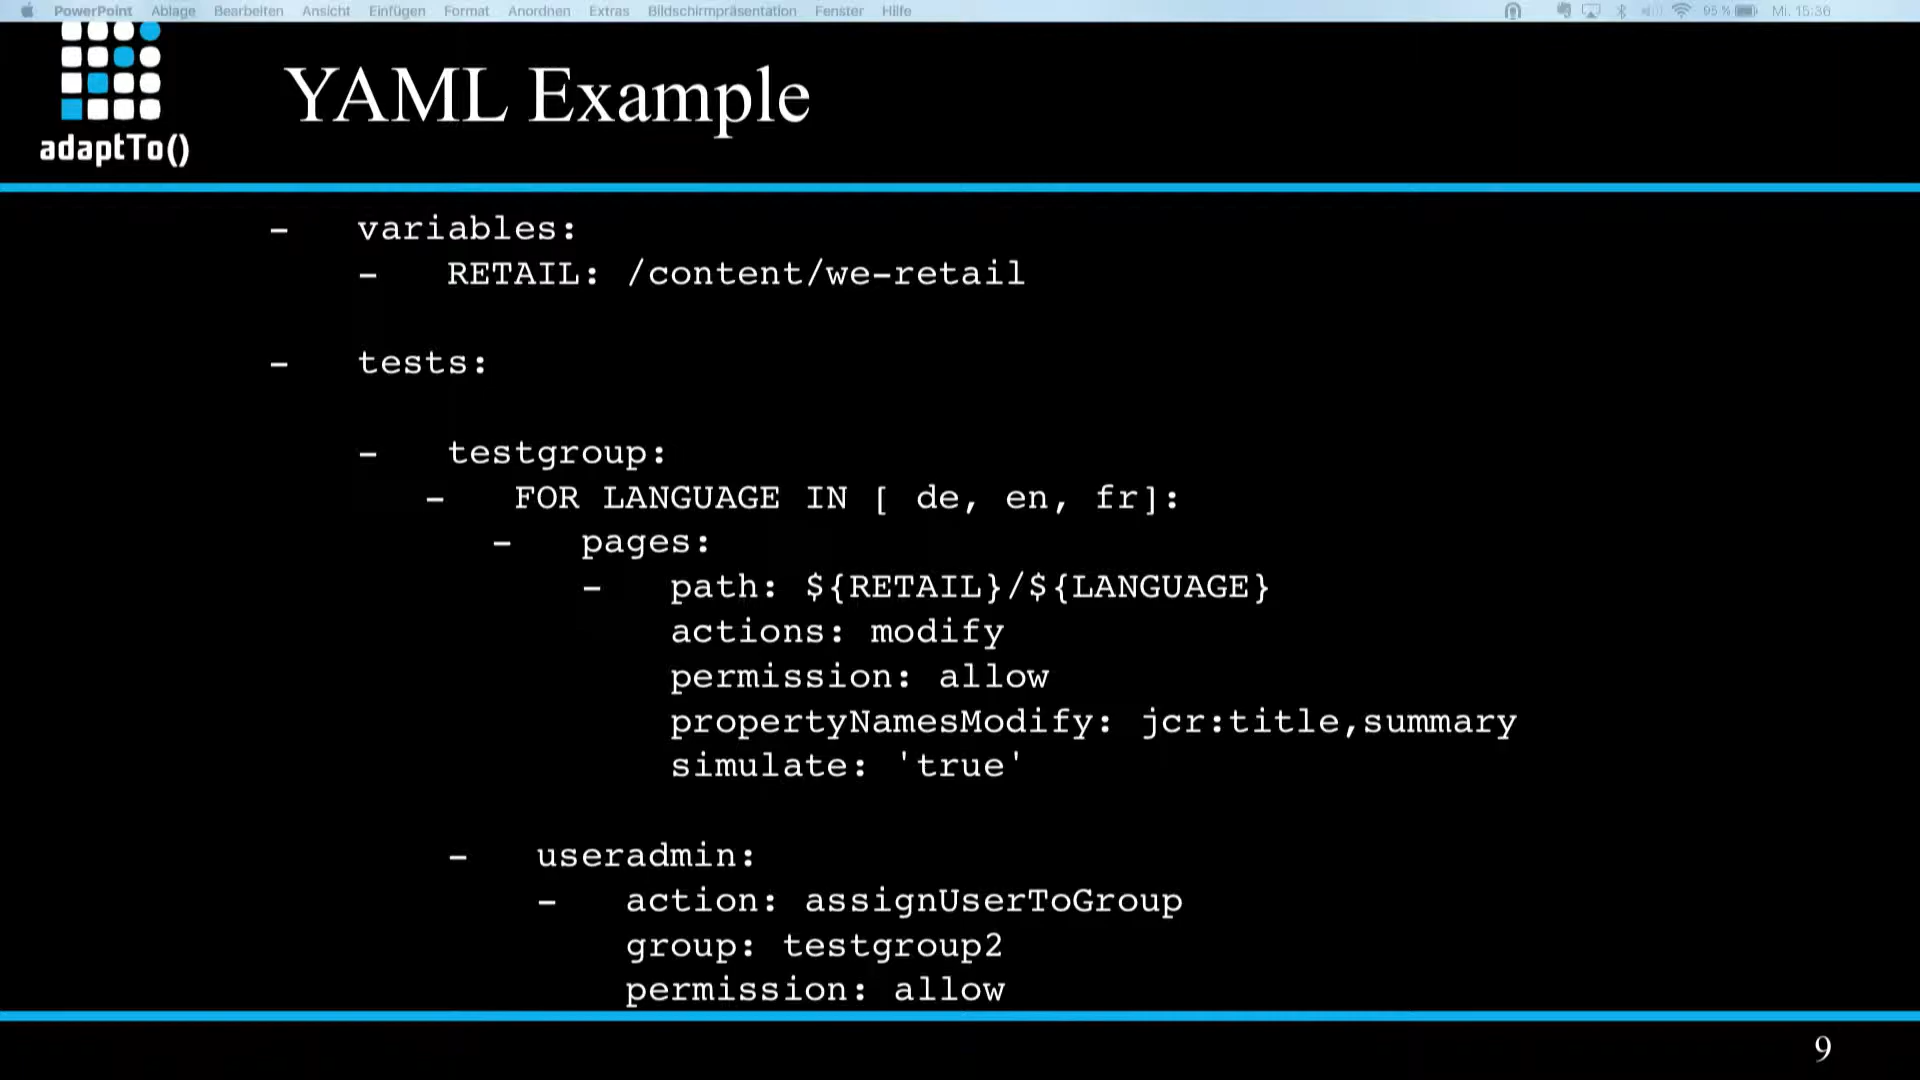 PowerPoint Ablage Bearbeiten Ansicht Einfügen Format Anordnen Extras Bildschirmpräsentation Fenster Hilfe 95 % Mi. 15:36
adaptTo()
YAML Example
- variables:
- RETAIL: /content/we-retail
- tests:
- testgroup:
- FOR LANGUAGE IN [ de, en, fr]:
- pages:
- path: ${RETAIL}/${LANGUAGE}
actions: modify
permission: allow
propertyNamesModify: jcr:title,summary
simulate: 'true'
- useradmin:
- action: assignUserToGroup
group: testgroup2
permission: allow
9